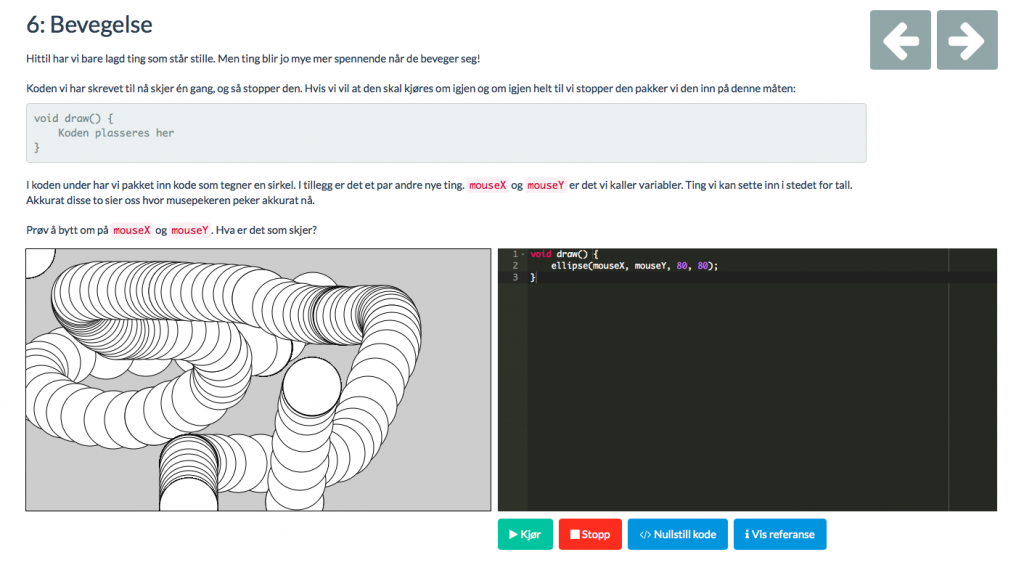 6: Bevegelse
Hittil har vi bare lagd ting som står stille. Men ting blir jo mye mer spennende når de beveger seg!
Koden vi har skrevet til nå skjer én gang, og så stopper den. Hvis vi vil at den skal kjøres om igjen og om igjen helt til vi stopper den pakker vi den inn på denne måten:
void draw() {
    Koden plasseres her
}
I koden under har vi pakket inn kode som tegner en sirkel. I tillegg er det et par andre nye ting. mouseX og mouseY er det vi kaller variabler. Ting vi kan sette inn i stedet for tall.
Akkurat disse to sier oss hvor musepekeren peker akkurat nå.
Prøv å bytt om på mouseX og mouseY. Hva er det som skjer?
1 void draw() {
2     ellipse(mouseX, mouseY, 80, 80);
3 }
Kjør Stopp </> Nullstill kode i Vis referanse